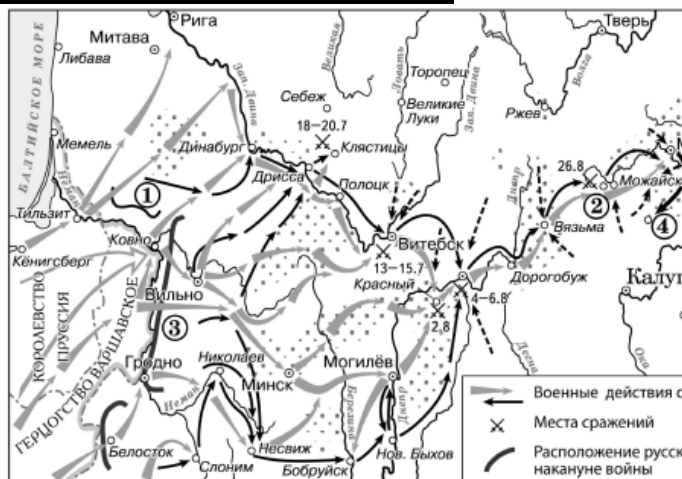 Рига
Тверь
Митава
Либава
БАЛТИЙСКОЕ МОРЕ
Зап. Двина
Великая
Ловать
Торопец
Великие
Луки
Зап. Двина
Волга
Ржев
Себеж
18–20.7
Клястицы
Мемель
Неман
Динабург
Дрисса
Полоцк
26.8
Можайск
М
1
2
4
Тильзит
Днепр
Вязьма
Ковно
Витебск
Кёнигсберг
13–15.7
Дорогобуж
Красный
4–6.8
Калуг
Вильно
КОРОЛЕВСТВО
ПРУССИЯ
ГЕРЦОГСТВО ВАРШАВСКОЕ
3
2.8
Гродно
Николаев
Минск
Могилёв
Десна
Ока
Неман
Березина
Днепр
Белосток
Слоним
Несвиж
Бобруйск
Нов. Быхов
Военные действия с
Места сражений
Расположение русск
накануне войны